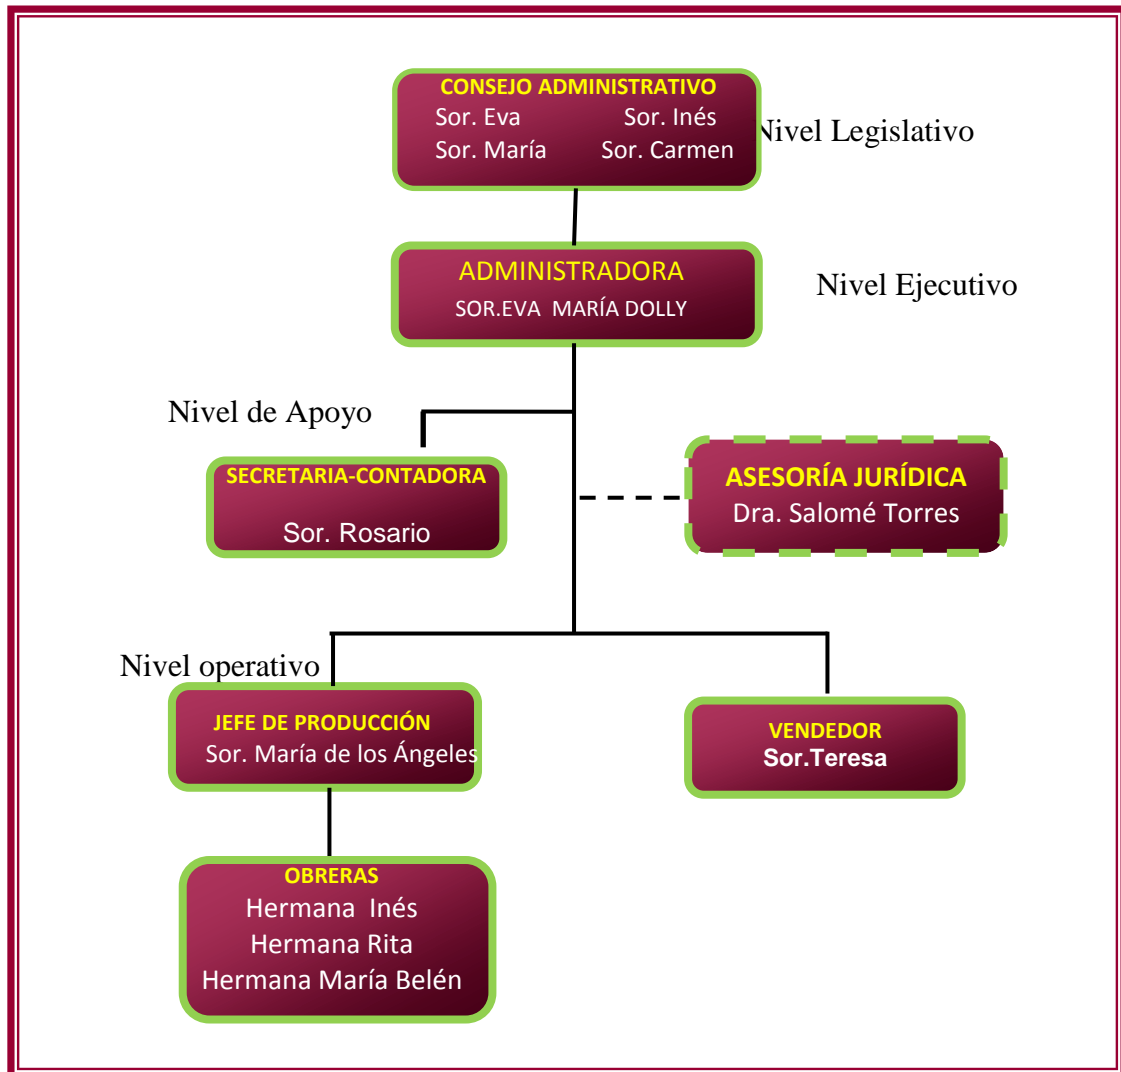 CONSEJO ADMINISTRATIVO
Sor. Eva Sor. Inés
Sor. María Sor. Carmen
Nivel Legislativo
ADMINISTRADORA
SOR.EVA MARÍA DOLLY
Nivel Ejecutivo
Nivel de Apoyo
SECRETARIA-CONTADORA
Sor. Rosario
ASESORÍA JURÍDICA
Dra. Salomé Torres
Nivel operativo
JEFE DE PRODUCCIÓN
Sor. María de los Ángeles
VENDEDOR
Sor.Teresa
OBRERAS
Hermana Inés
Hermana Rita
Hermana María Belén